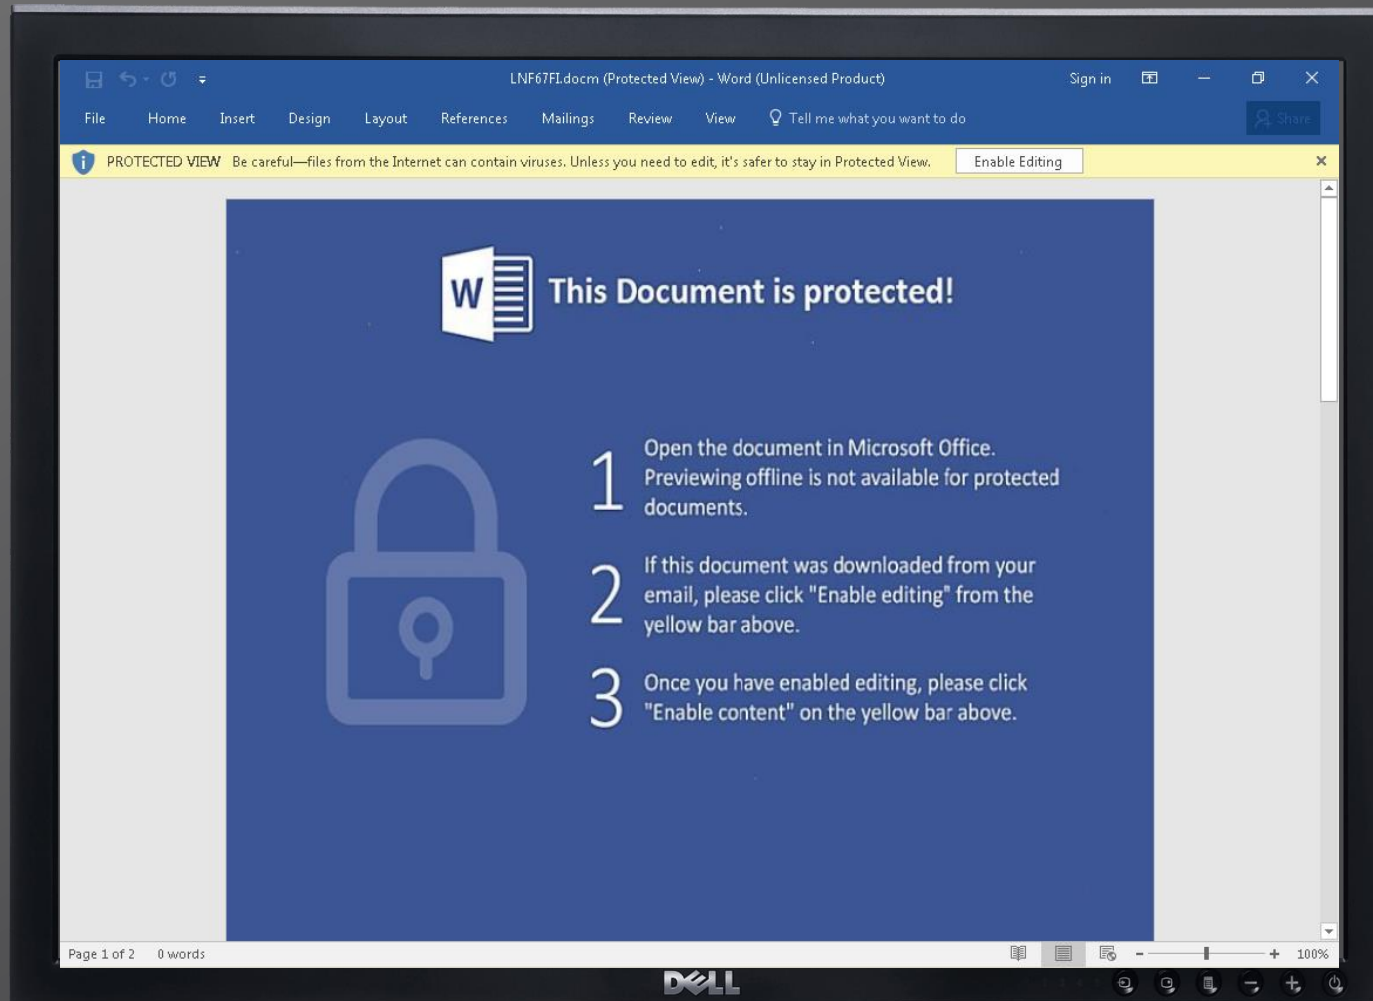 LNF67FI.docm (Protected View) - Word (Unlicensed Product)
Sign in
File Home Insert Design Layout References Mailings Review View Tell me what you want to do Share
PROTECTED VIEW Be careful—files from the Internet can contain viruses. Unless you need to edit, it's safer to stay in Protected View. Enable Editing
W
This Document is protected!
1
Open the document in Microsoft Office.
Previewing offline is not available for protected
documents.
2
If this document was downloaded from your
email, please click "Enable editing" from the
yellow bar above.
3
Once you have enabled editing, please click
"Enable content" on the yellow bar above.
Page 1 of 2 0 words 100%
DELL